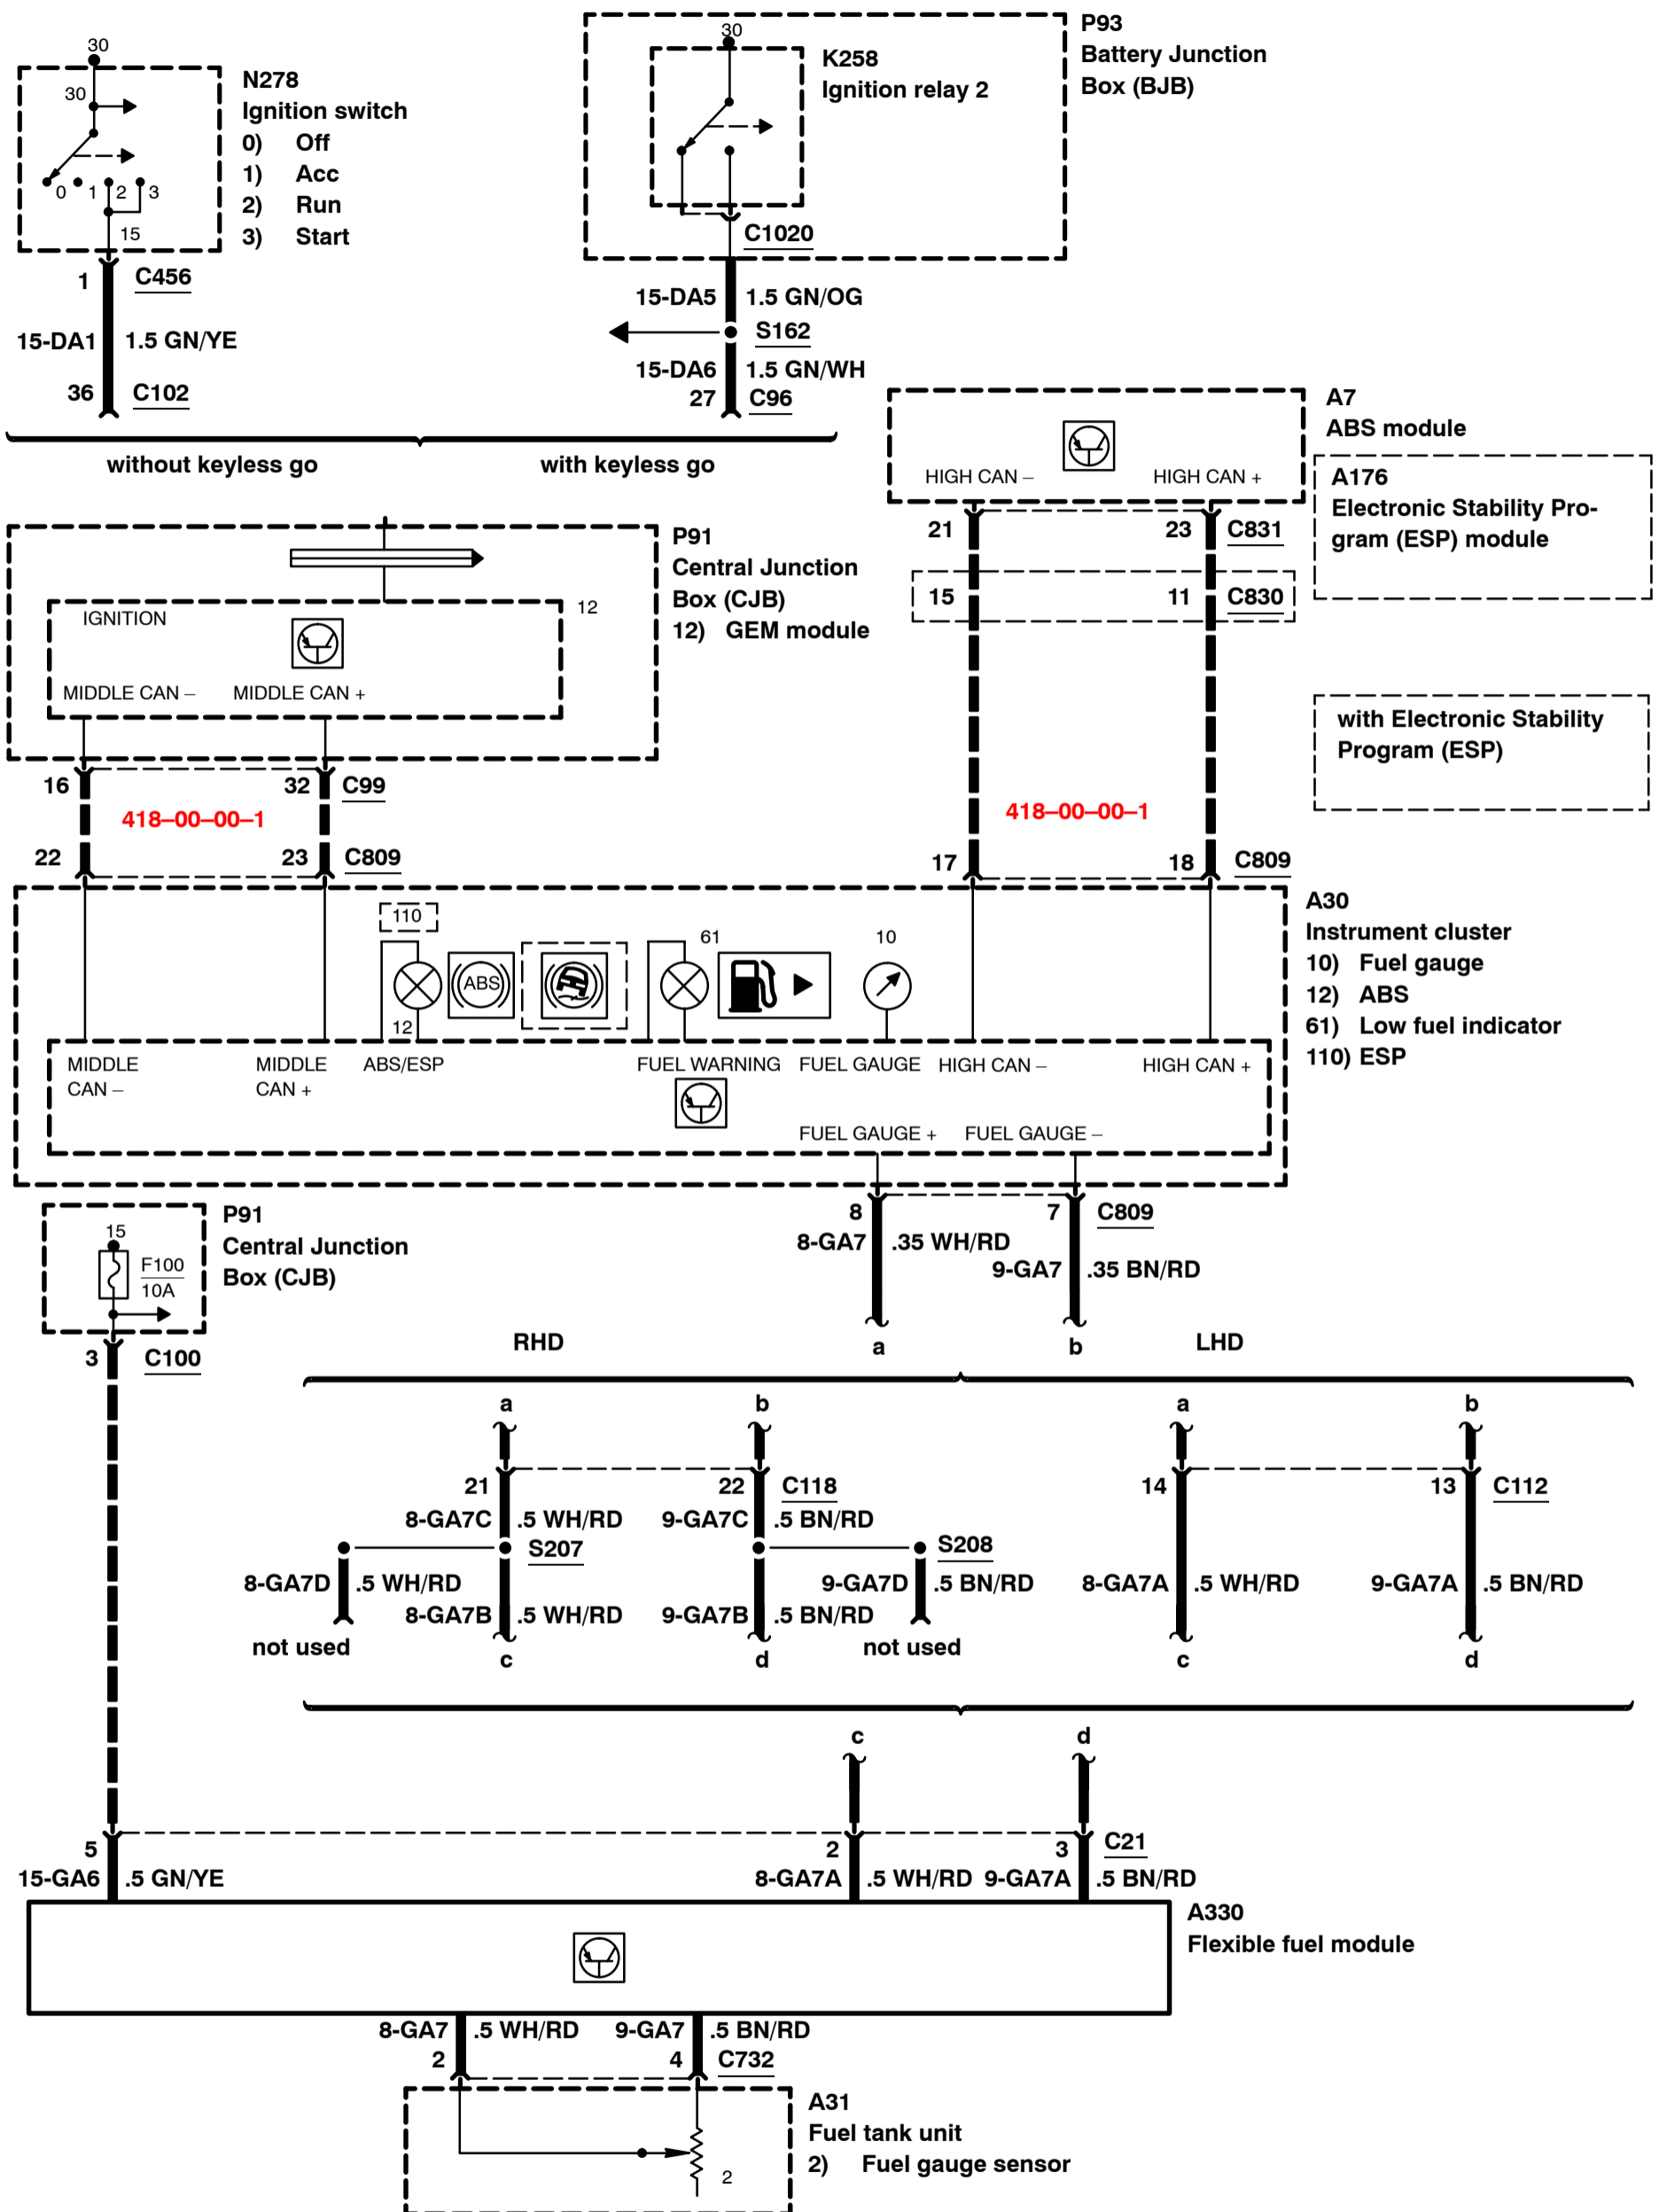 30
30
0 1 2 3
15
N278
Ignition switch
0) Off
1) Acc
2) Run
3) Start
1 C456
15-DA1 1.5 GN/YE
36 C102
30
K258
Ignition relay 2
P93
Battery Junction
Box (BJB)
C1020
15-DA5 1.5 GN/OG
S162
15-DA6 1.5 GN/WH
27 C96
without keyless go with keyless go
A7
ABS module
HIGH CAN – HIGH CAN +
A176
Electronic Stability Pro-
gram (ESP) module
21 23 C831
15 11 C830
with Electronic Stability
Program (ESP)
P91
Central Junction
Box (CJB)
12) GEM module
IGNITION 12
MIDDLE CAN – MIDDLE CAN +
16 32 C99
418–00–00–1
22 23 C809
418–00–00–1
17 18 C809
A30
Instrument cluster
10) Fuel gauge
12) ABS
61) Low fuel indicator
110) ESP
110 61 10
ABS
12
MIDDLE
CAN –
MIDDLE
CAN +
ABS/ESP FUEL WARNING FUEL GAUGE HIGH CAN – HIGH CAN +
FUEL GAUGE + FUEL GAUGE –
P91
Central Junction
Box (CJB)
15
F100
10A
3 C100
8 7 C809
8-GA7 .35 WH/RD
9-GA7 .35 BN/RD
a b
RHD LHD
a b a b
21 22 C118 14 13 C112
8-GA7C .5 WH/RD 9-GA7C .5 BN/RD
S207 S208
8-GA7D .5 WH/RD 9-GA7D .5 BN/RD 8-GA7A .5 WH/RD 9-GA7A .5 BN/RD
8-GA7B .5 WH/RD 9-GA7B .5 BN/RD
not used not used
c d c d
c d
5 2 3 C21
15-GA6 .5 GN/YE 8-GA7A .5 WH/RD 9-GA7A .5 BN/RD
A330
Flexible fuel module
8-GA7 .5 WH/RD 9-GA7 .5 BN/RD
2 4 C732
A31
Fuel tank unit
2) Fuel gauge sensor
2